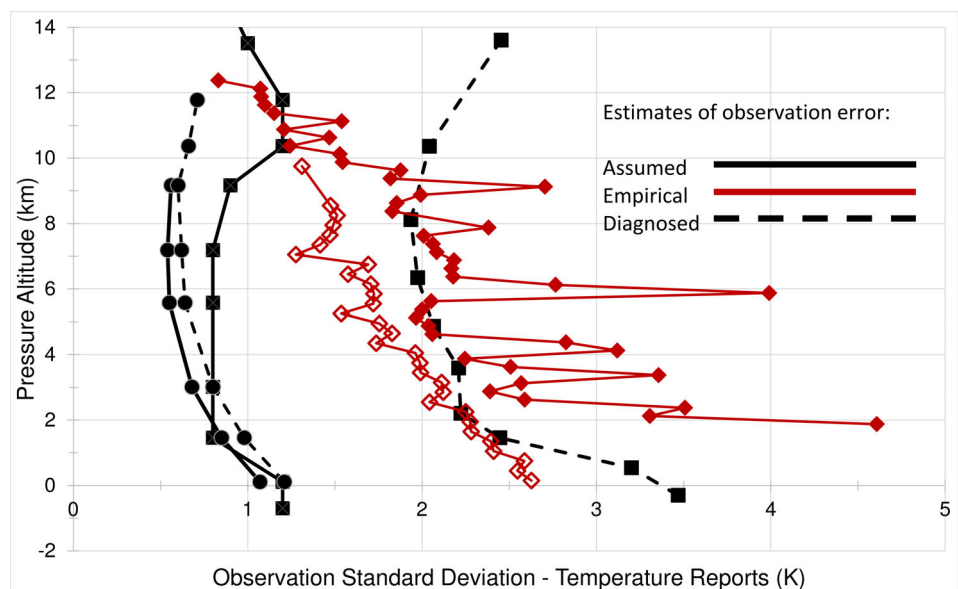 14
12
10
8
6
4
2
0
-2
Pressure Altitude (km)
Estimates of observation error:
Assumed
Empirical
Diagnosed
0
1
2
3
4
5
Observation Standard Deviation - Temperature Reports (K)